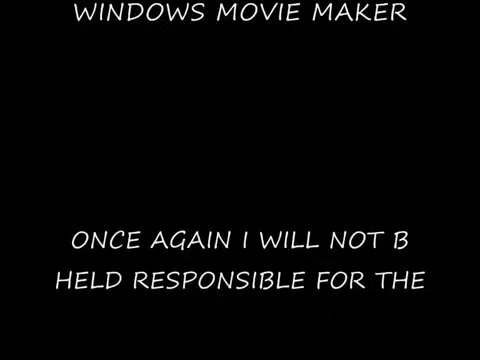 WINDOWS MOVIE MAKER
ONCE AGAIN I WILL NOT B
HELD RESPONSIBLE FOR THE